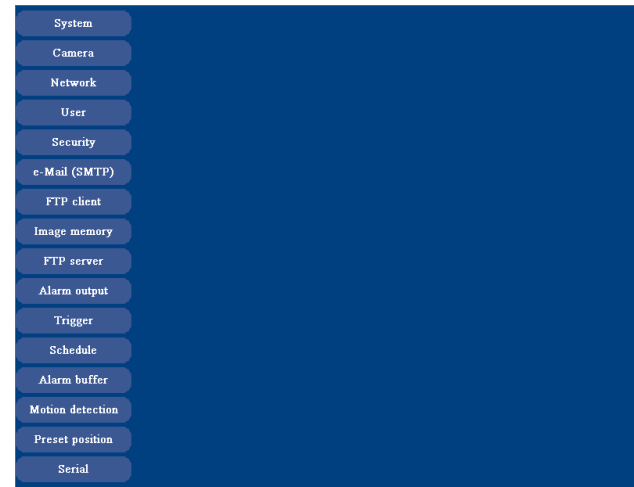 System
Camera
Network
User
Security
e-Mail (SMTP)
FTP client
Image memory
FTP server
Alarm output
Trigger
Schedule
Alarm buffer
Motion detection
Preset position
Serial